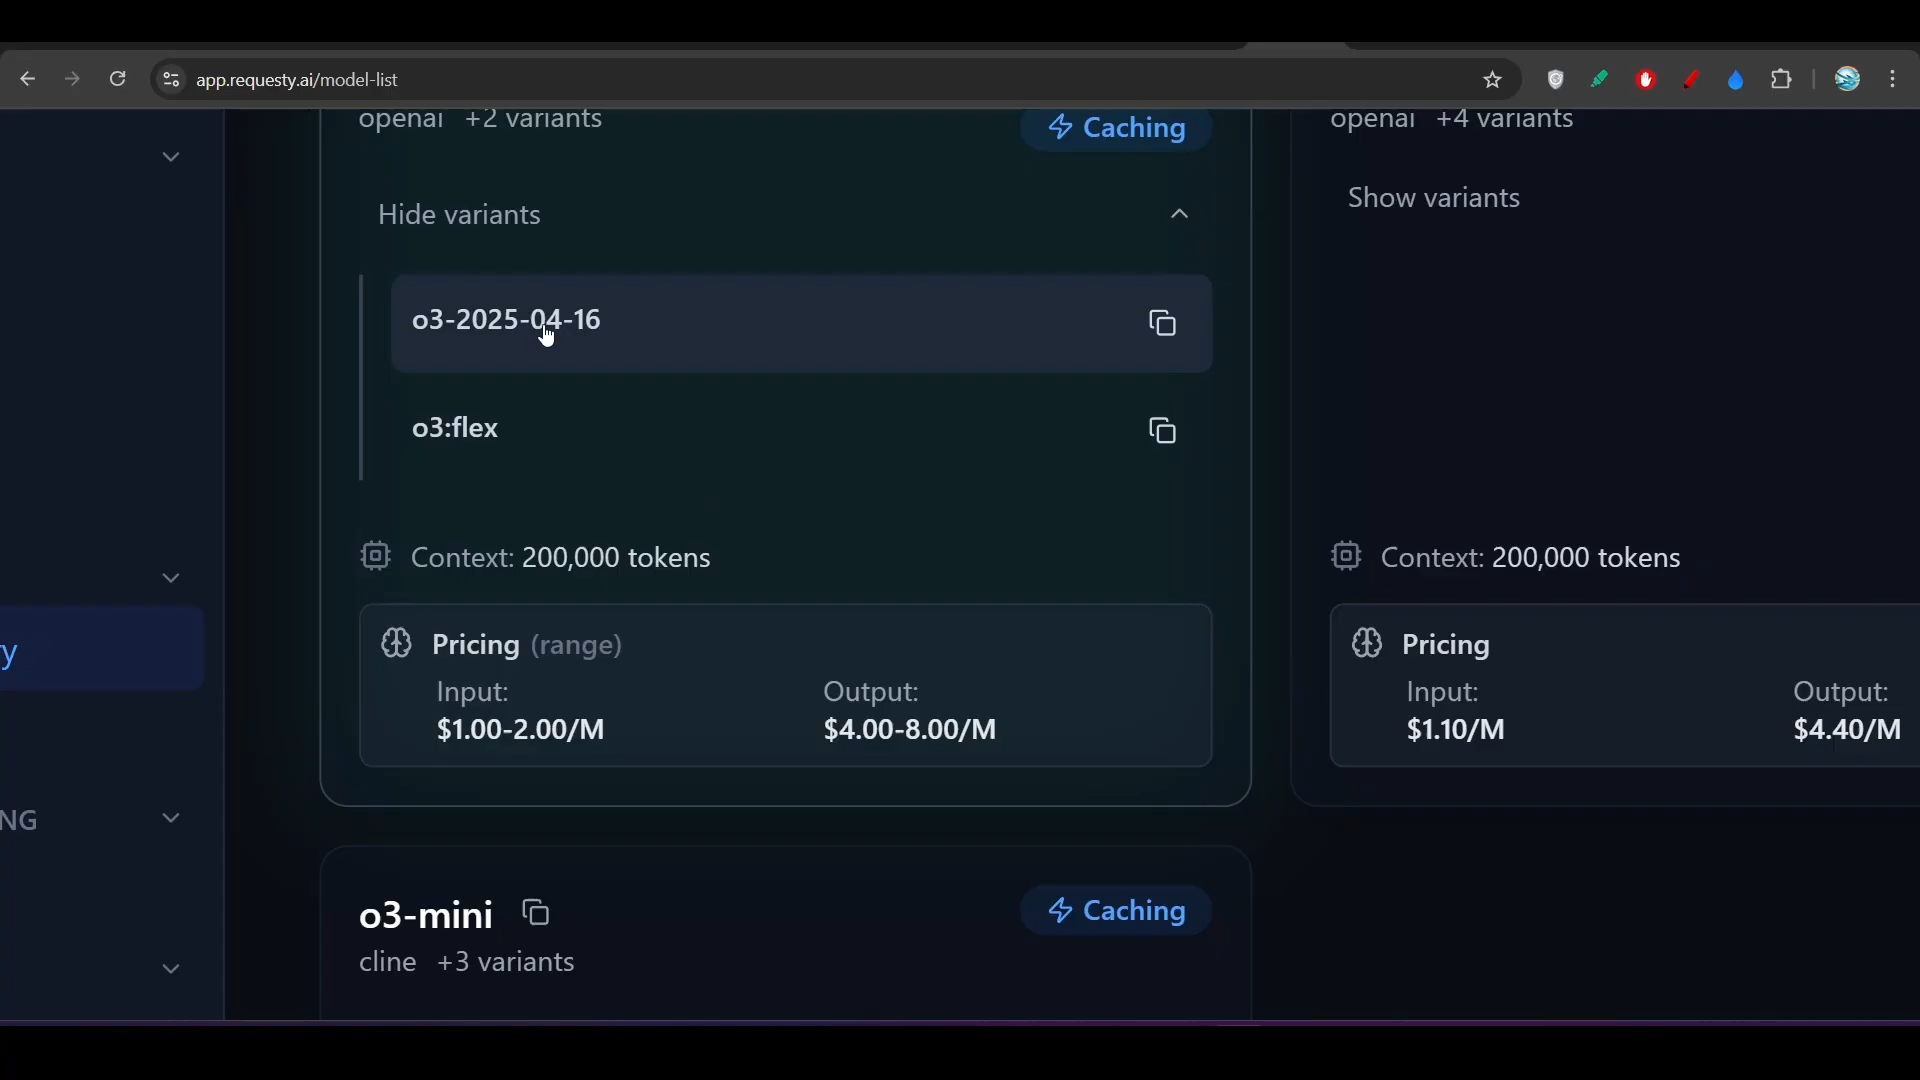 app.requesty.ai/model-list
openai +2 variants
Caching
Hide variants
o3-2025-04-16
o3:flex
Context: 200,000 tokens
Pricing (range)
Input:
Output:
$1.00-2.00/M
$4.00-8.00/M
openai +4 variants
Show variants
Context: 200,000 tokens
Pricing
Input:
Output:
$1.10/M
$4.40/M
o3-mini
Caching
cline +3 variants
y
NG